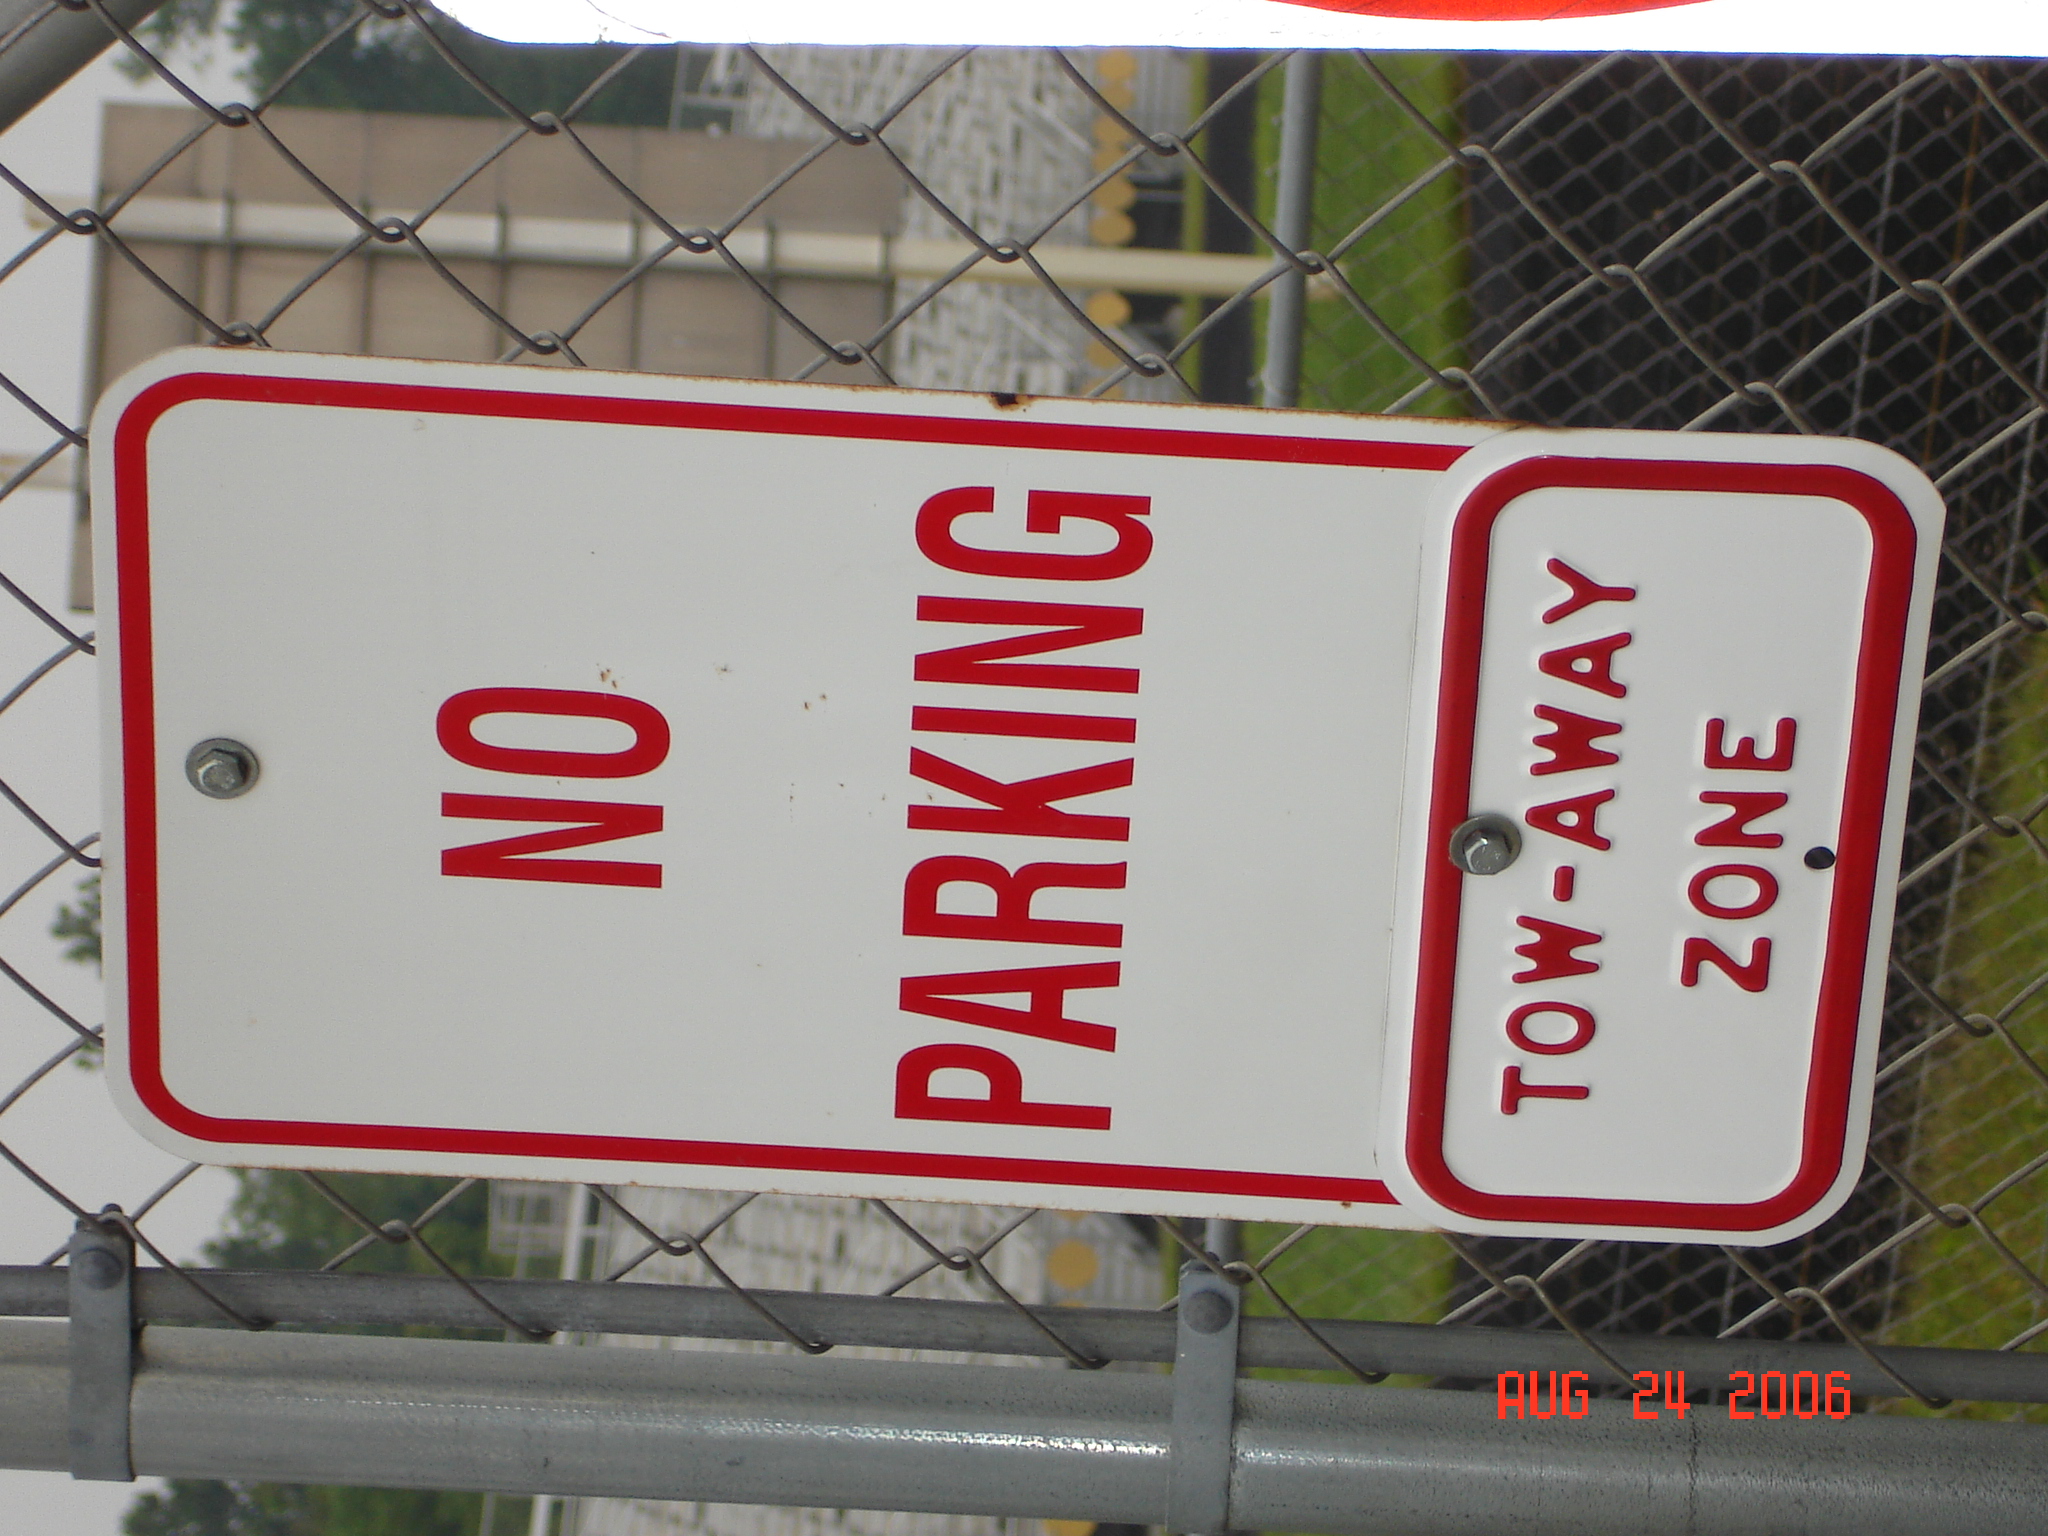 NO
PARKING
TOW-AWAY
ZONE
AUG 24 2006